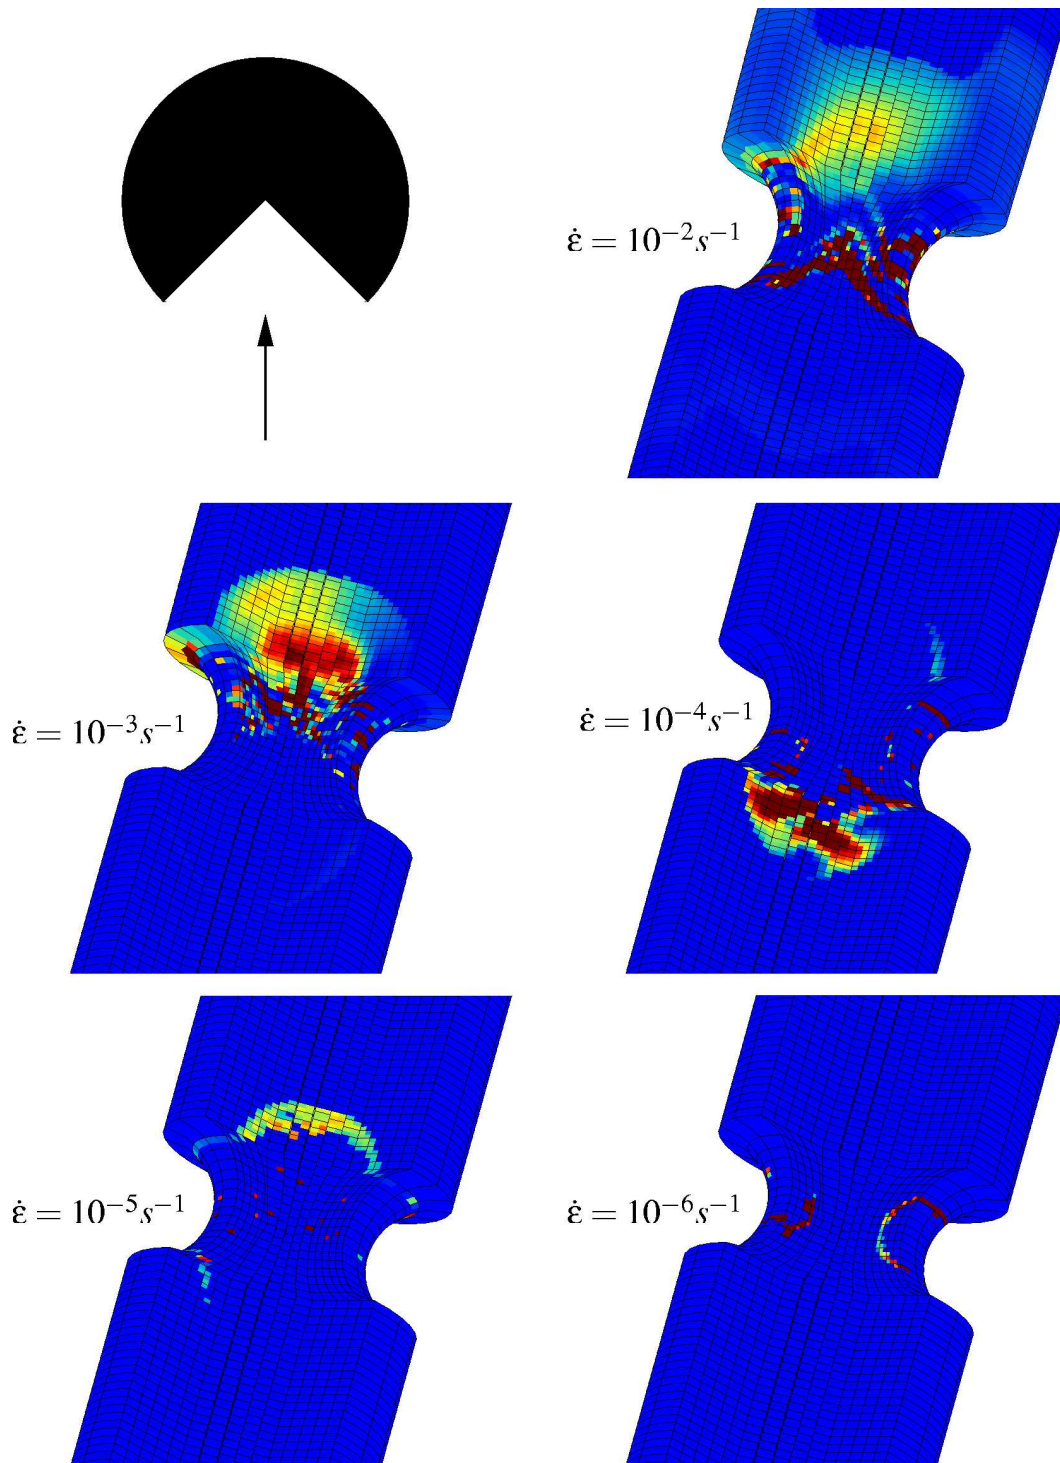 ε̇ = 10⁻²s⁻¹
ε̇ = 10⁻³s⁻¹
ε̇ = 10⁻⁴s⁻¹
ε̇ = 10⁻⁵s⁻¹
ε̇ = 10⁻⁶s⁻¹